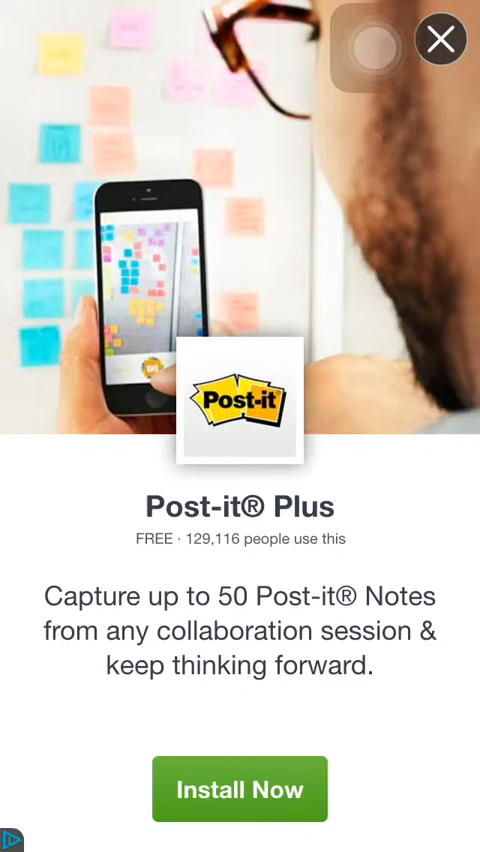 Post-it
Post-it® Plus
FREE · 129,116 people use this
Capture up to 50 Post-it® Notes
from any collaboration session &
keep thinking forward.
Install Now